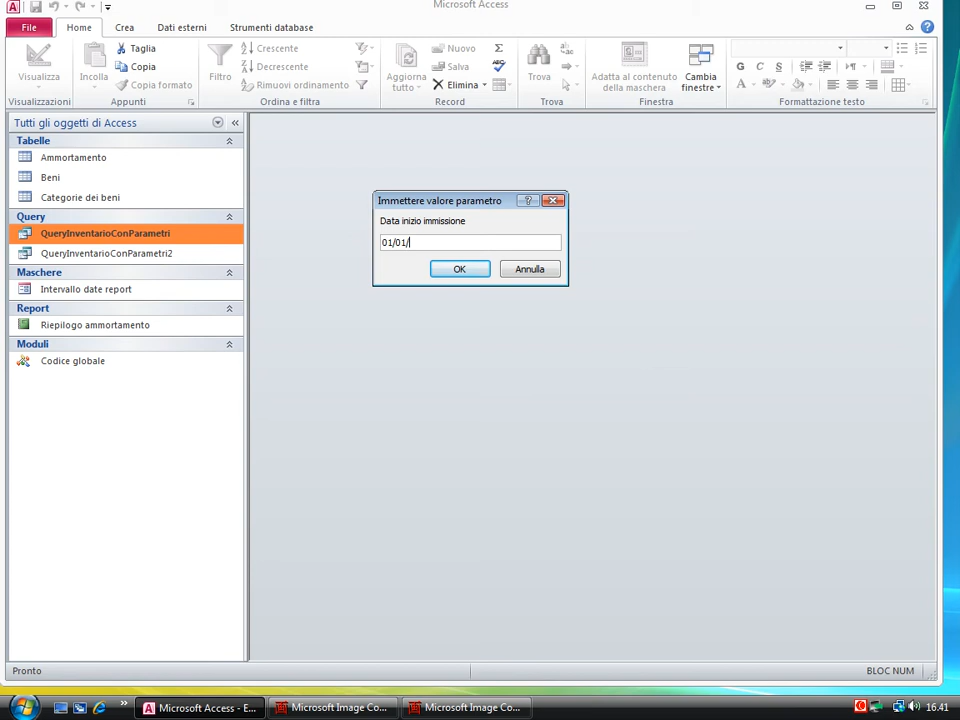 Microsoft Access
File Home Crea Dati esterni Strumenti database
Visualizza
Visualizzazioni
Incolla
Taglia
Copia
Copia formato
Appunti
Filtro
Crescente
Decrescente
Rimuovi ordinamento
Ordina e filtra
Aggiorna
tutto
Nuovo
Salva
Elimina
Record
Trova
Trova
Adatta al contenuto
della maschera
Cambia
finestre
Finestra
G C S
A
Formattazione testo
Tutti gli oggetti di Access
Tabelle
Ammortamento
Beni
Categorie dei beni
Query
QueryInventarioConParametri
QueryInventarioConParametri2
Maschere
Intervallo date report
Report
Riepilogo ammortamento
Moduli
Codice globale
Immettere valore parametro
Data inizio immissione
01/01/
OK Annulla
Pronto
BLOC NUM
Microsoft Access - E...
Microsoft Image Co...
Microsoft Image Co...
16.41